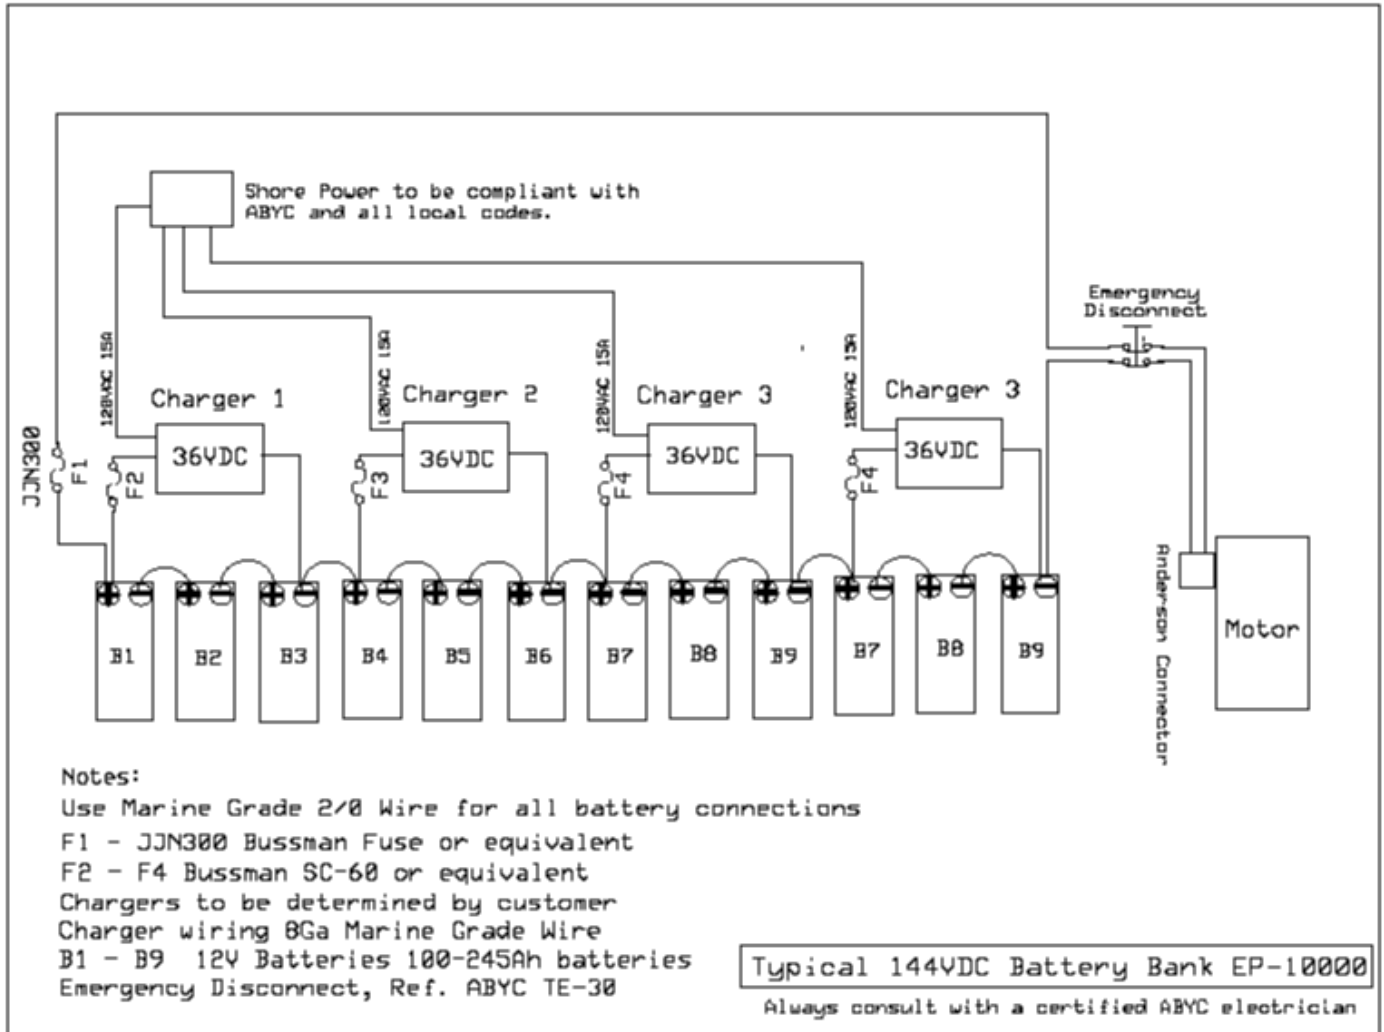 Shore Power to be compliant with
ABYC and all local codes.
Emergency
Disconnect
120VAC 15A
120VAC 15A
120VAC 15A
120VAC 15A
Charger 1
Charger 2
Charger 3
Charger 3
JJN300
F1
F2
36VDC
F3
36VDC
F4
36VDC
F4
36VDC
B1
B2
B3
B4
B5
B6
B7
B8
B9
B7
B8
B9
Anderson Connector
Motor
Notes:
Use Marine Grade 2/0 Wire for all battery connections
F1 - JJN300 Bussman Fuse or equivalent
F2 - F4 Bussman SC-60 or equivalent
Chargers to be determined by customer
Charger wiring 8Ga Marine Grade Wire
B1 - B9 12V Batteries 100-245Ah batteries
Emergency Disconnect, Ref. ABYC TE-30
Typical 144VDC Battery Bank EP-10000
Always consult with a certified ABYC electrician